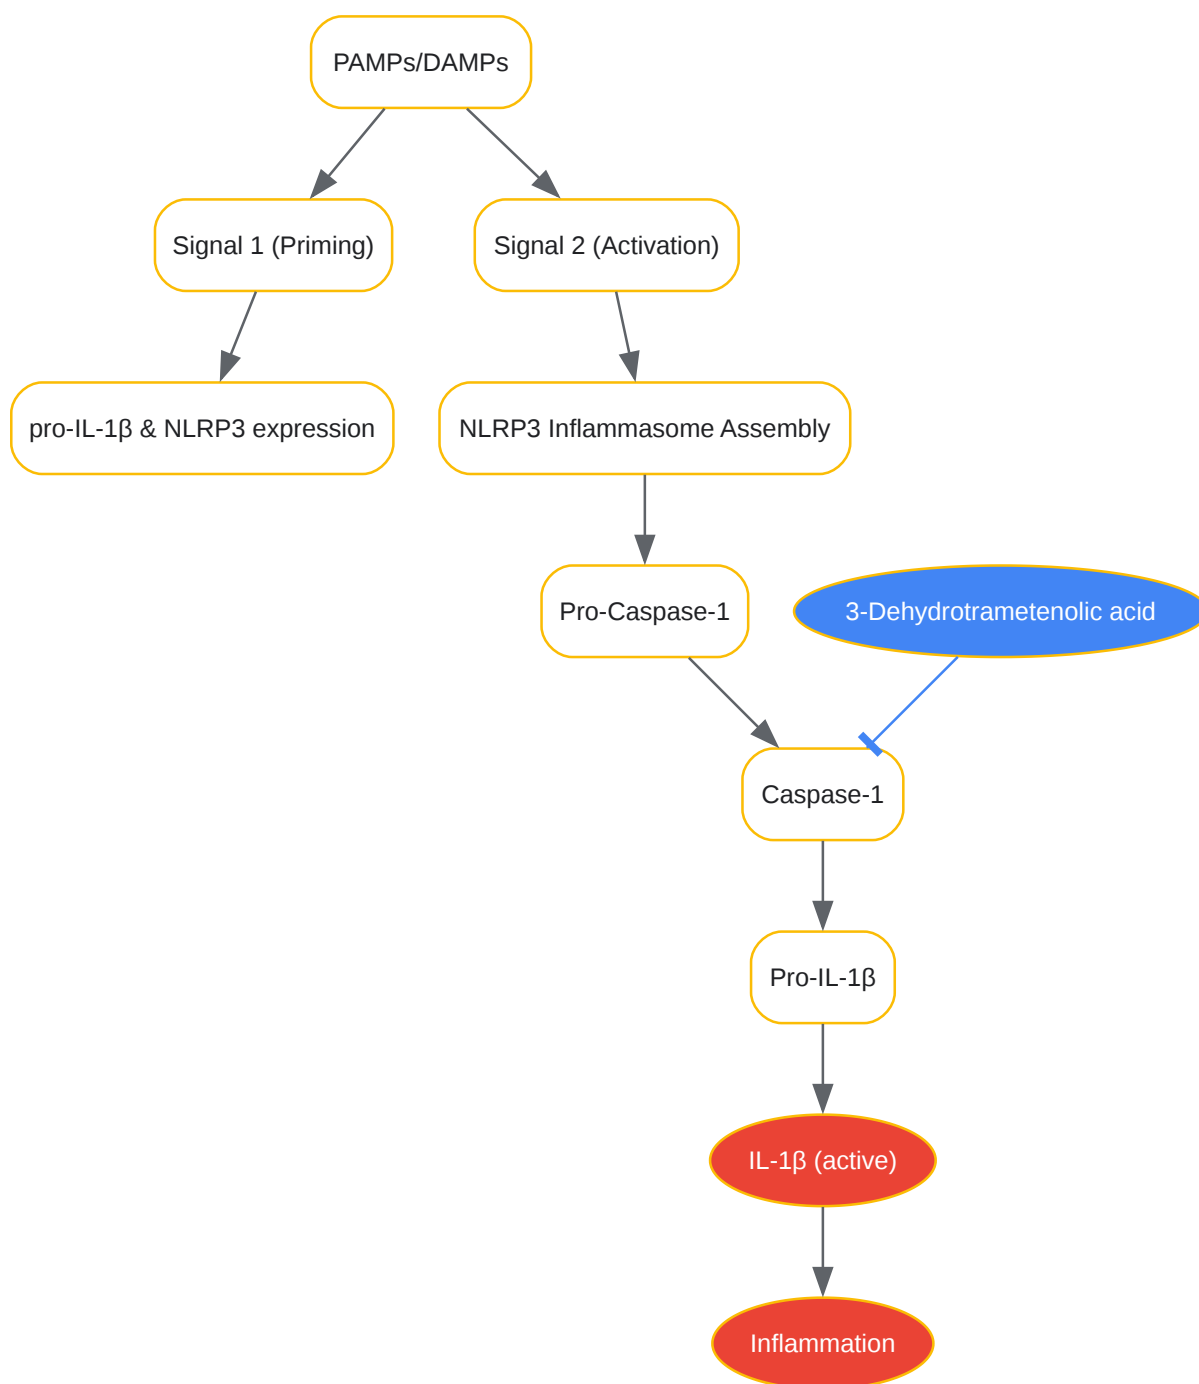 PAMPs/DAMPs
Signal 1 (Priming)
Signal 2 (Activation)
pro-IL-1β & NLRP3 expression
NLRP3 Inflammasome Assembly
Pro-Caspase-1
3-Dehydrotrametenolic acid
Caspase-1
Pro-IL-1β
IL-1β (active)
Inflammation